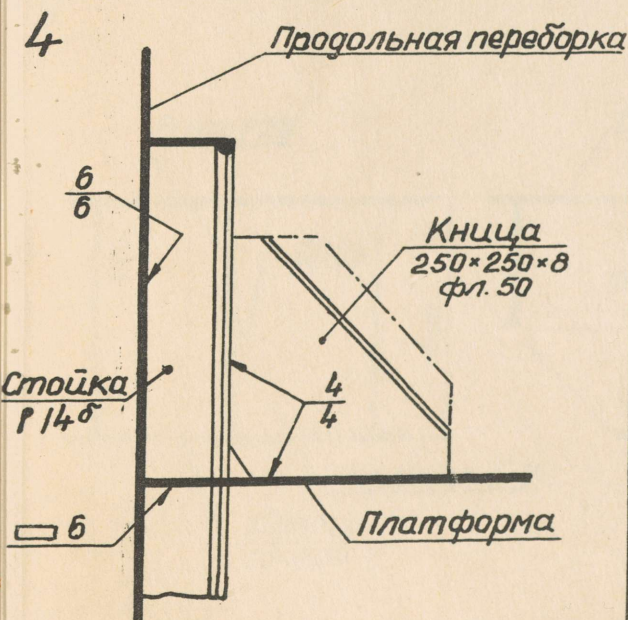 4
Продольная переборка
6
6
Кница
250×250×8
фл. 50
Стойка
Р 14б
4
4
6
Платформа